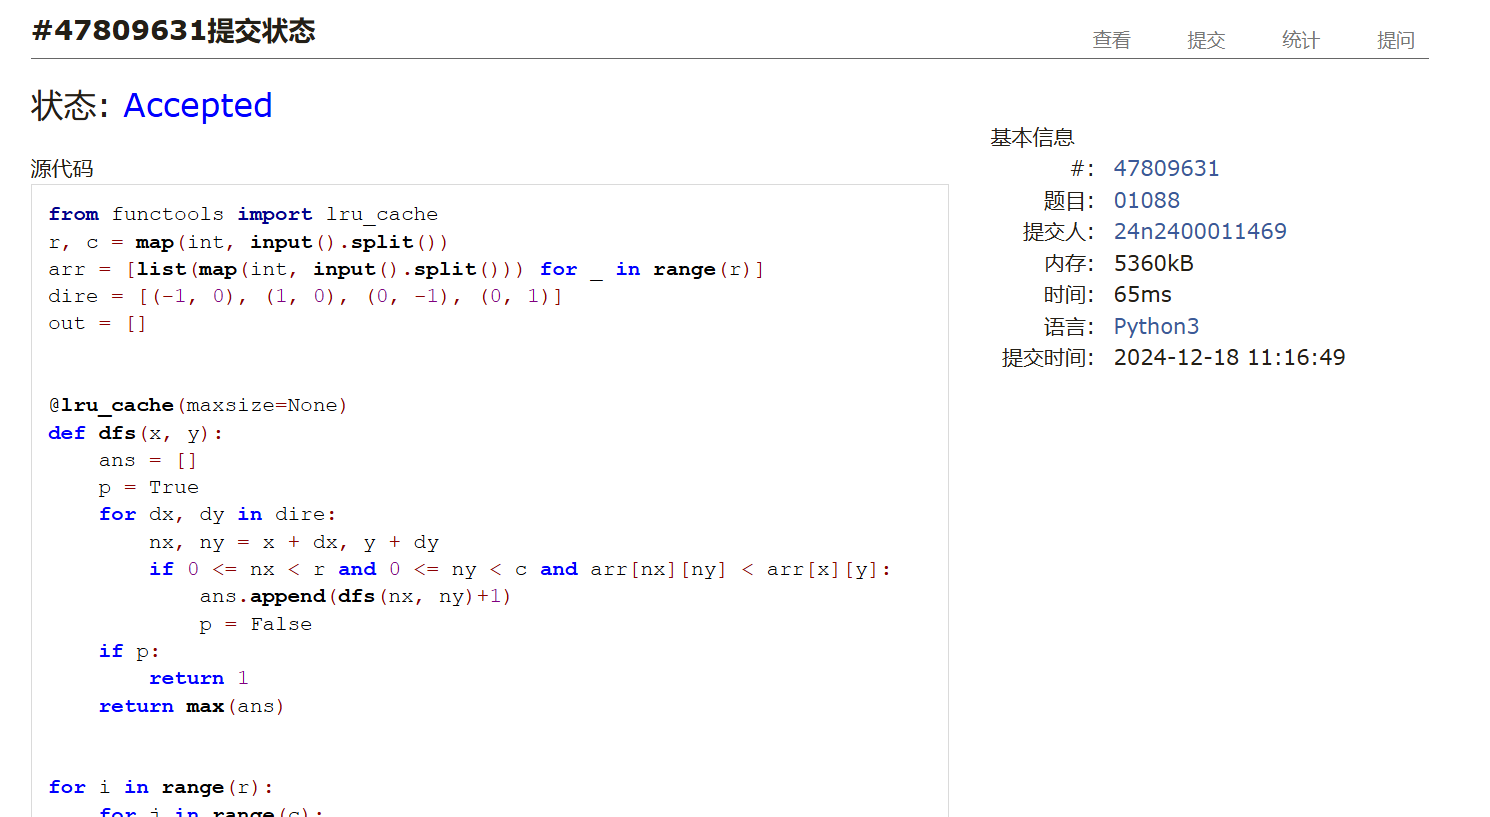 #47809631提交状态
查看 提交 统计 提问
状态: Accepted
源代码
from functools import lru_cache
r, c = map(int, input().split())
arr = [list(map(int, input().split())) for _ in range(r)]
dire = [(-1, 0), (1, 0), (0, -1), (0, 1)]
out = []
@lru_cache(maxsize=None)
def dfs(x, y):
    ans = []
    p = True
    for dx, dy in dire:
        nx, ny = x + dx, y + dy
        if 0 <= nx < r and 0 <= ny < c and arr[nx][ny] < arr[x][y]:
            ans.append(dfs(nx, ny)+1)
            p = False
    if p:
        return 1
    return max(ans)
for i in range(r):
    for j in range(c):
基本信息
#: 47809631
题目: 01088
提交人: 24n2400011469
内存: 5360kB
时间: 65ms
语言: Python3
提交时间: 2024-12-18 11:16:49